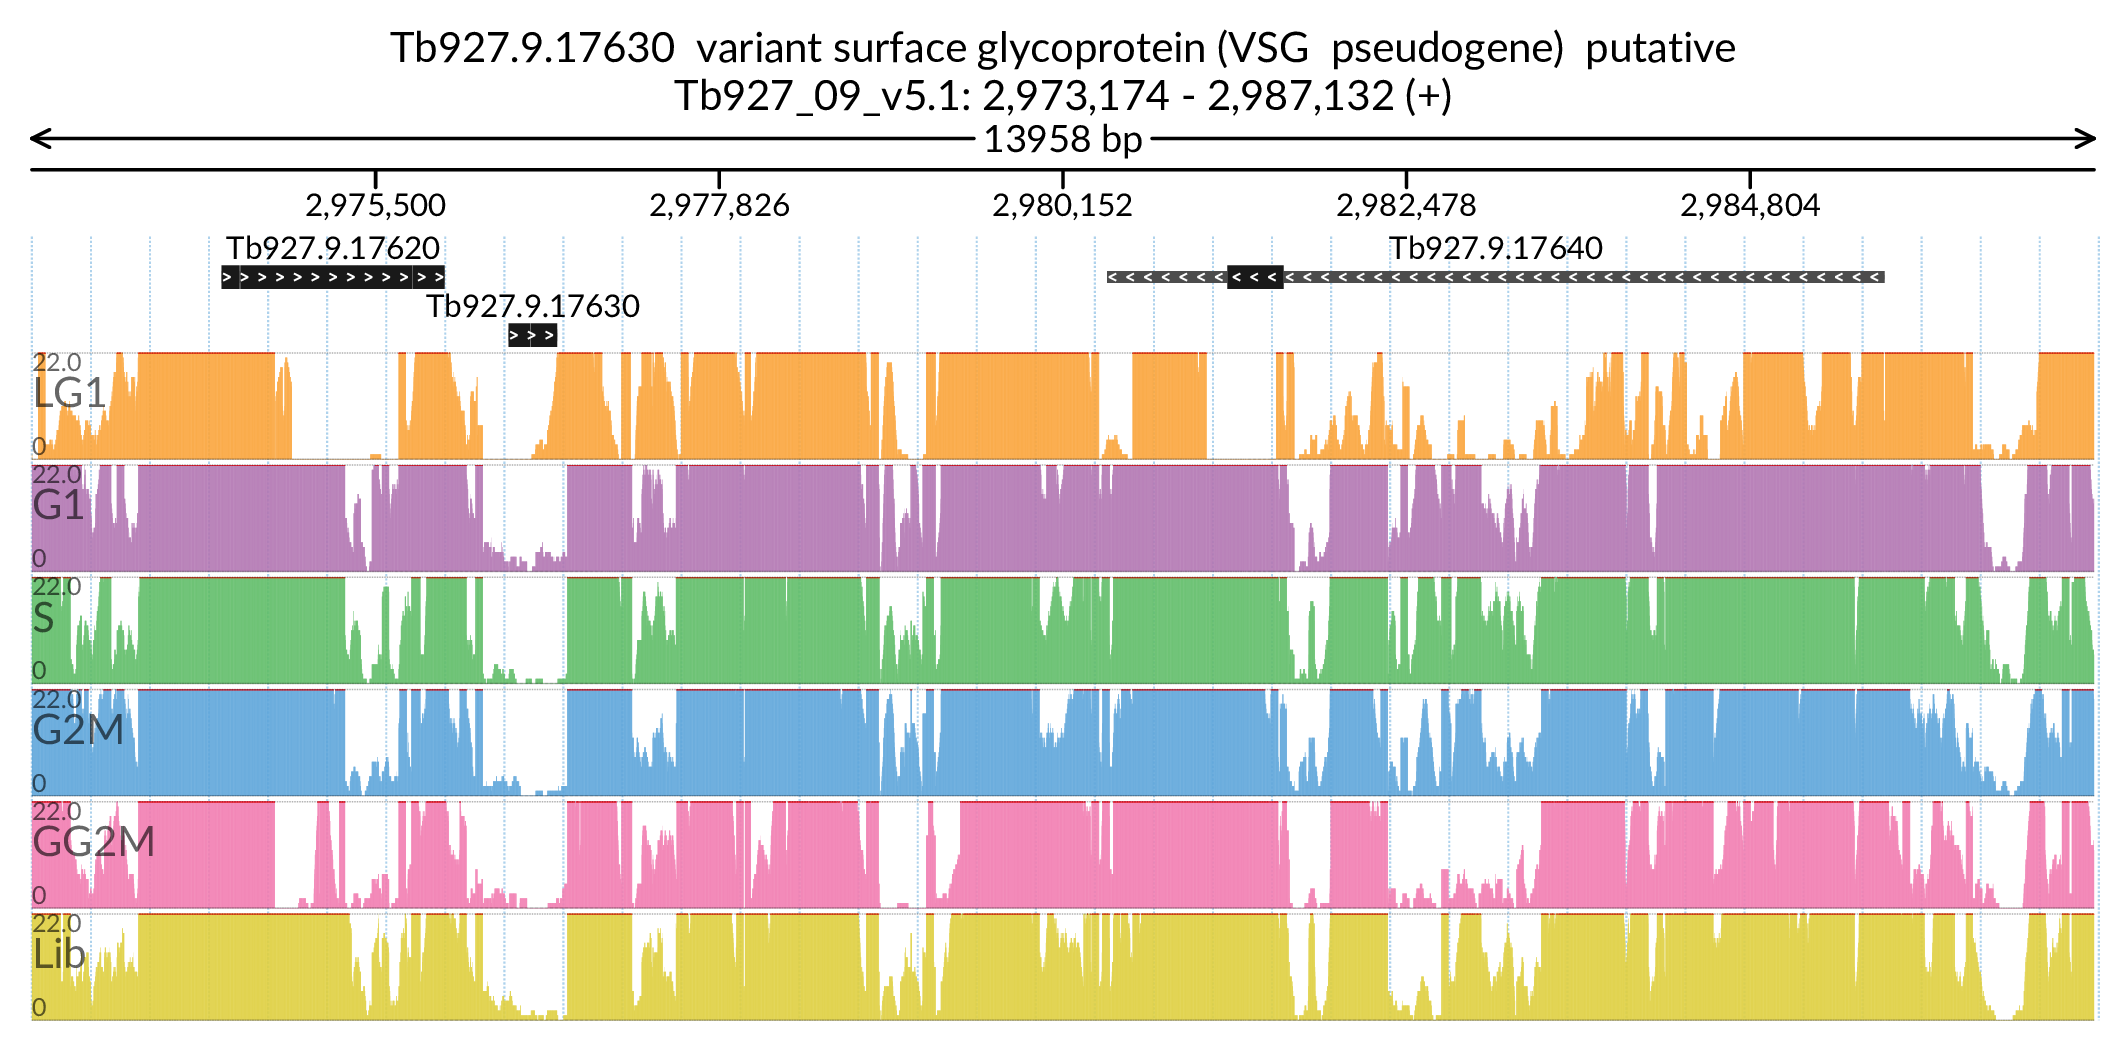 Tb927.9.17630  variant surface glycoprotein (VSG  pseudogene)  putative
Tb927_09_v5.1: 2,973,174 - 2,987,132 (+)
13958 bp
2,975,500 2,977,826 2,980,152 2,982,478 2,984,804
Tb927.9.17620 Tb927.9.17640
Tb927.9.17630
22.0
LG1
0
22.0
G1
0
22.0
S
0
22.0
G2M
0
22.0
GG2M
0
22.0
Lib
0